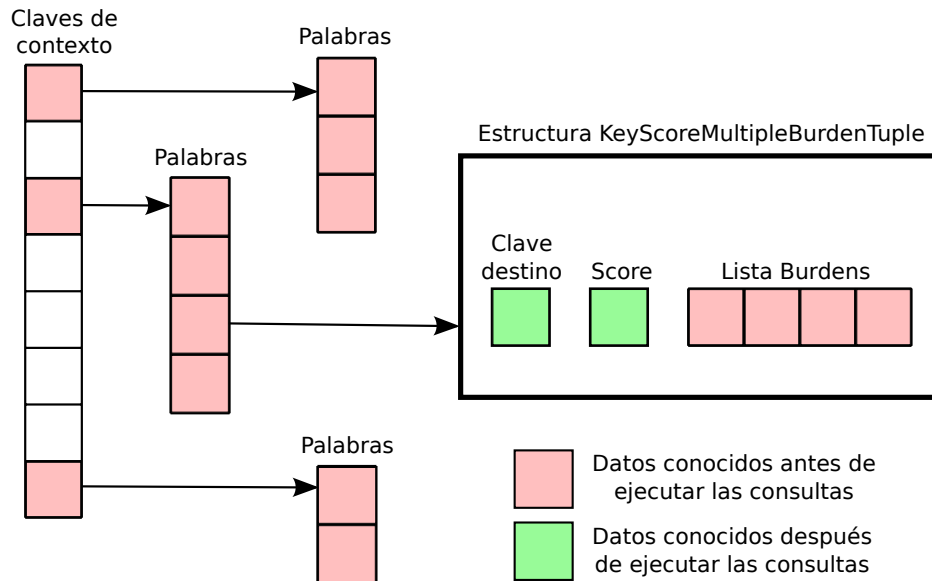 Claves de
contexto
Palabras
Palabras
Estructura KeyScoreMultipleBurdenTuple
Clave
destino
Score
Lista Burdens
Palabras
Datos conocidos antes de
ejecutar las consultas
Datos conocidos después
de ejecutar las consultas